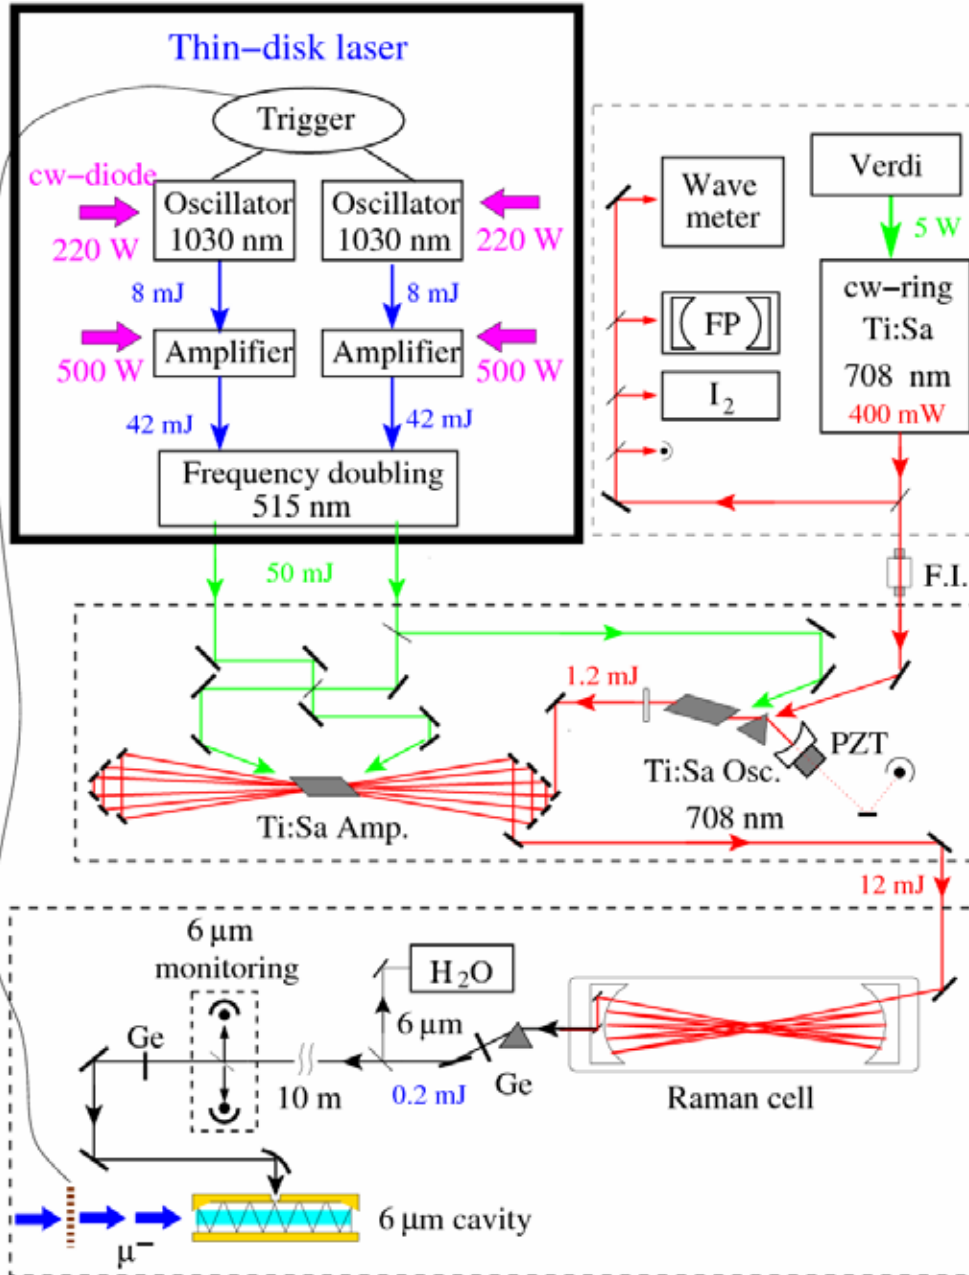 Thin-disk laser
Trigger
cw-diode
220 W
Oscillator
1030 nm
Oscillator
1030 nm
220 W
8 mJ
8 mJ
500 W
Amplifier
Amplifier
500 W
42 mJ
42 mJ
Frequency doubling
515 nm
50 mJ
Wave
meter
Verdi
5 W
FP
cw-ring
Ti:Sa
708 nm
400 mW
I₂
F.I.
1.2 mJ
PZT
Ti:Sa Osc.
Ti:Sa Amp.
708 nm
12 mJ
6 μm
monitoring
H₂O
6 μm
Ge
Ge
10 m
0.2 mJ
Raman cell
6 μm cavity
μ⁻